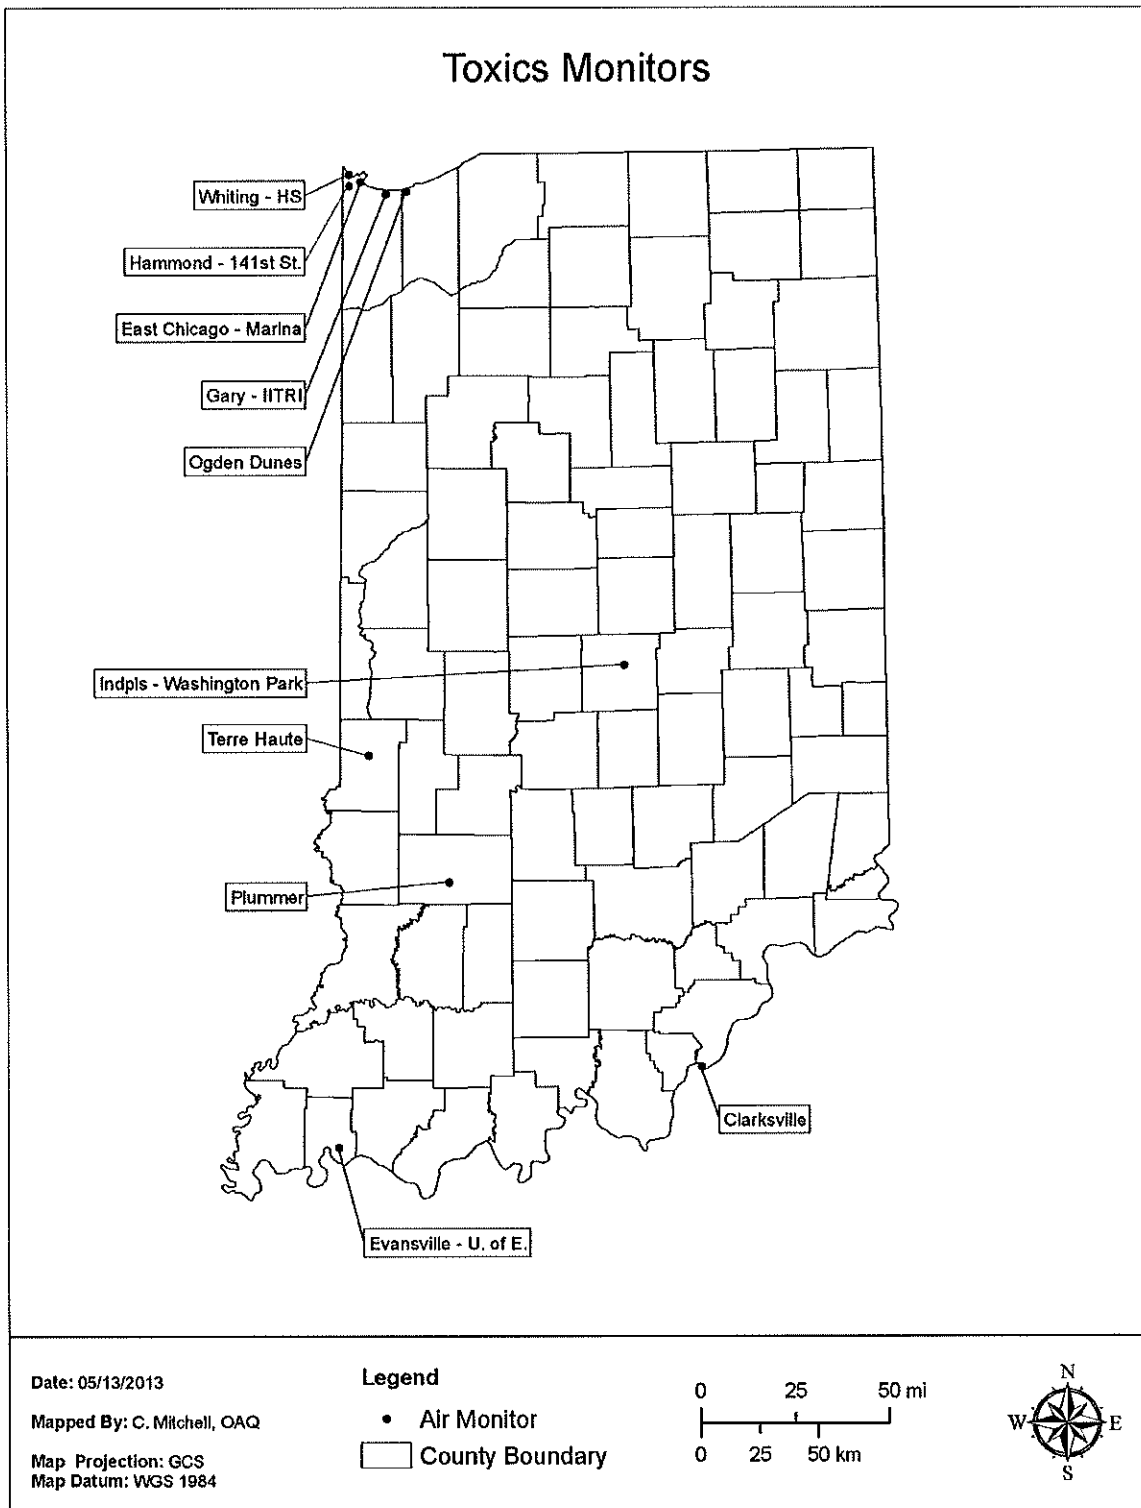 Toxics Monitors
Whiting - HS
Hammond - 141st St.
East Chicago - Marina
Gary - IITRI
Ogden Dunes
Indpls - Washington Park
Terre Haute
Plummer
Clarksville
Evansville - U. of E.
Date: 05/13/2013
Mapped By: C. Mitchell, OAQ
Map Projection: GCS
Map Datum: WGS 1984
Legend
Air Monitor
County Boundary
0 25 50 mi
0 25 50 km
N
W E
S